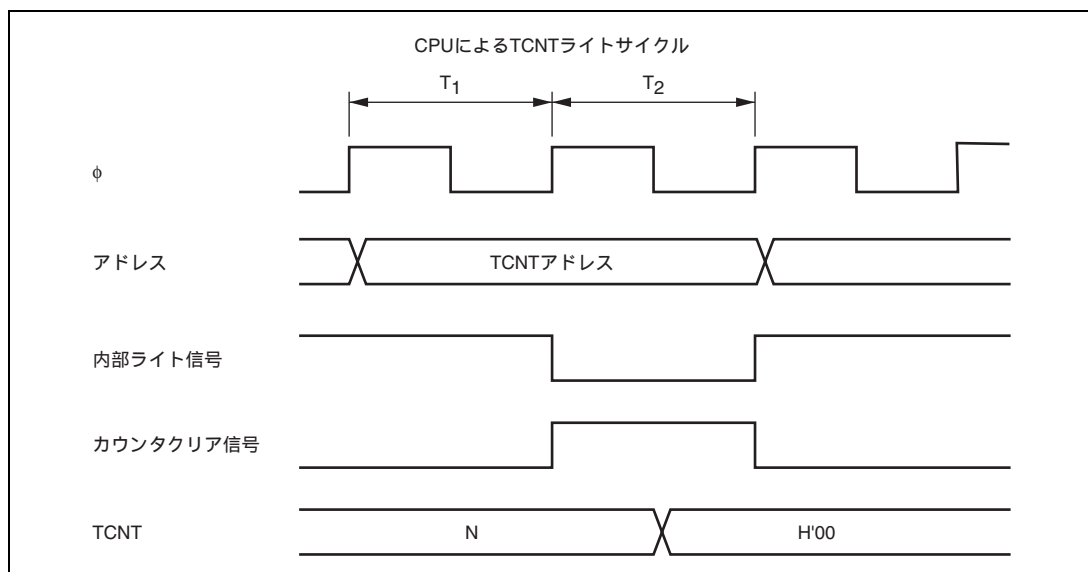 CPUによるTCNTライトサイクル
T1 T2
φ
アドレス TCNTアドレス
内部ライト信号
カウンタクリア信号
TCNT N H'00